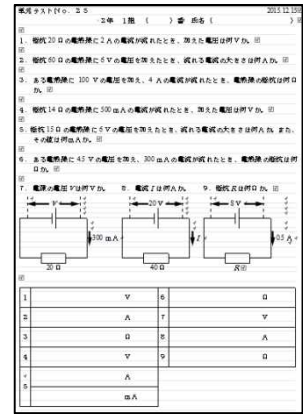 単元テストNo. 25 2015.12.15
2年 1組 ( )番 氏名( )
1. 抵抗20Ωの電熱線に2Aの電流が流れたとき、加えた電圧は何Vか。
2. 抵抗60Ωの電熱線に6Vの電圧を加えたとき、流れる電流の大きさは何Aか。
3. ある電熱線に 100 Vの電圧を加え、4 Aの電流が流れたとき、電熱線の抵抗は何Ω
か。
4. 抵抗14Ωの電熱線に500mAの電流が流れたとき、加えた電圧は何Vか。
5. 抵抗15Ωの電熱線に6Vの電圧を加えたとき、流れる電流の大きさは何Aか。また、
その値は何mAか。
6. ある電熱線に 4.5 Vの電圧を加え、300mAの電流が流れたとき、電熱線の抵抗は何
Ωか。
7. 電源の電圧Vは何Vか。 8. 電流Iは何Aか。 9. 抵抗Rは何Ωか。
V 20V 8V
300 mA I 0.5 A
20Ω 40Ω R
1 V 6 Ω
2 A 7 V
3 Ω 8 A
4 V 9 Ω
5 A
mA